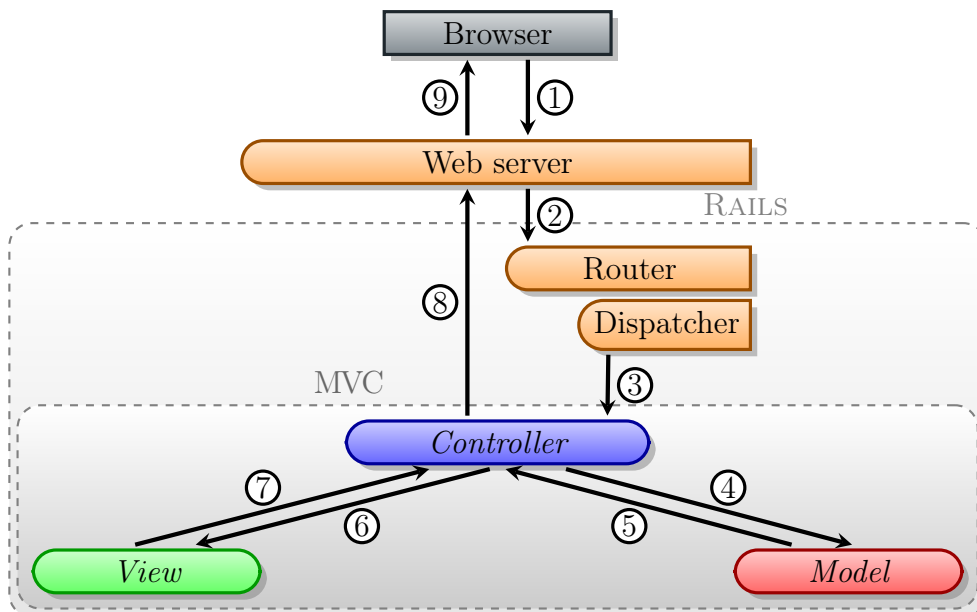 Browser
⑨ ①
Web server
RAILS
②
Router
⑧
Dispatcher
MVC
③
Controller
⑦ ④
⑥ ⑤
View Model